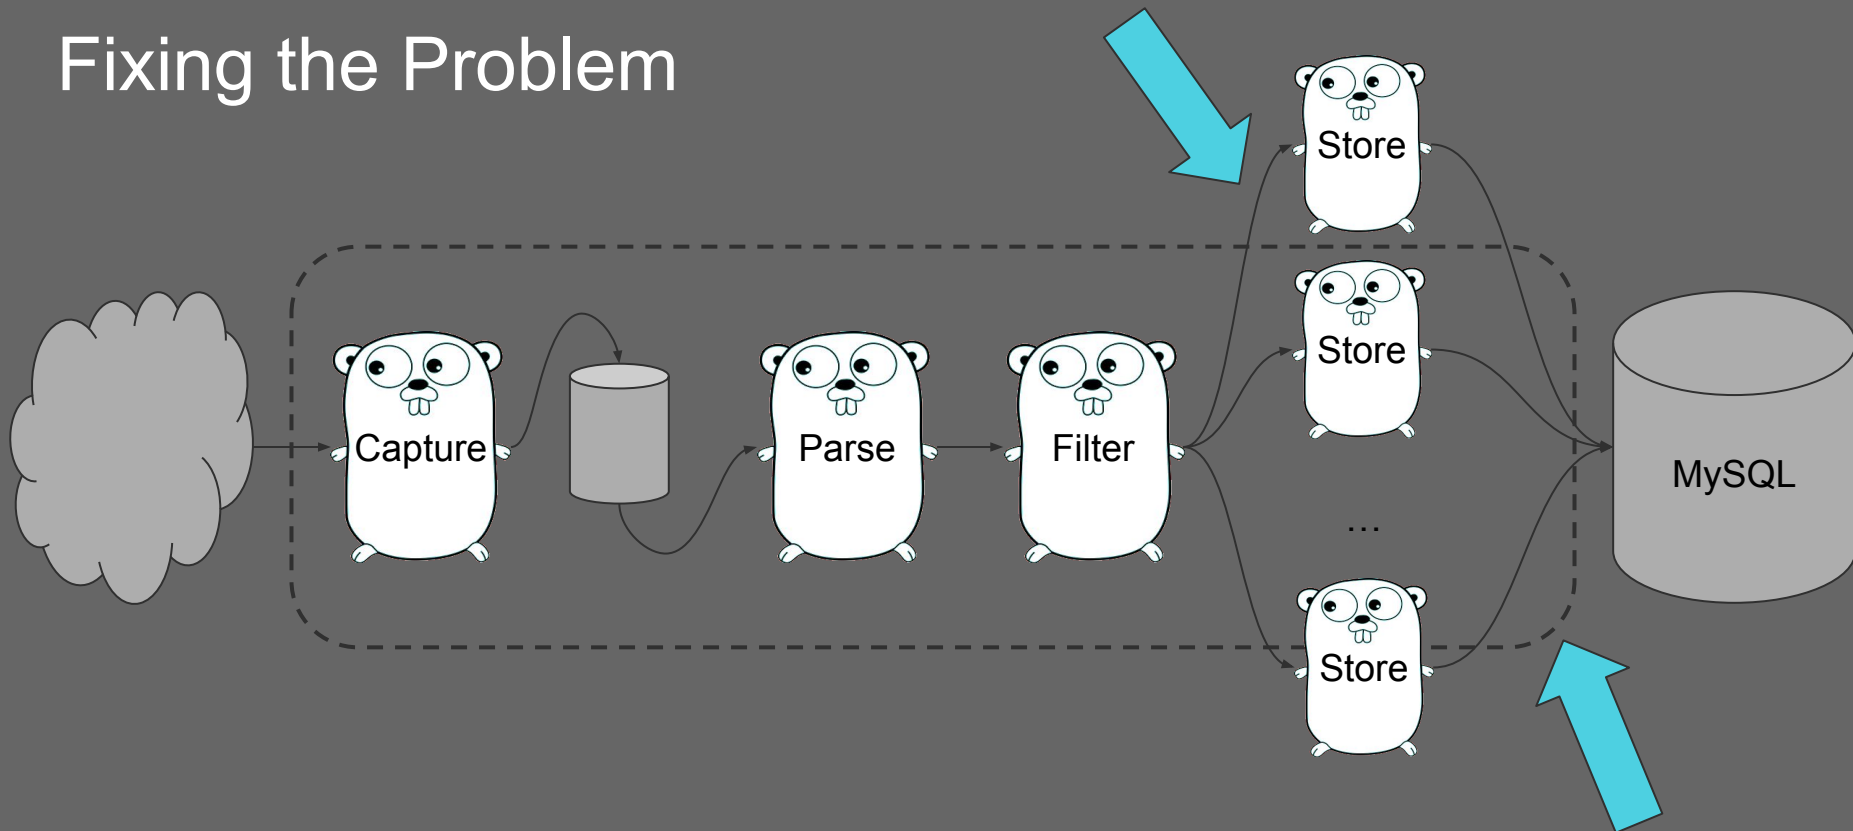 Fixing the Problem
Store
Store
Capture
Parse
Filter
MySQL
...
Store